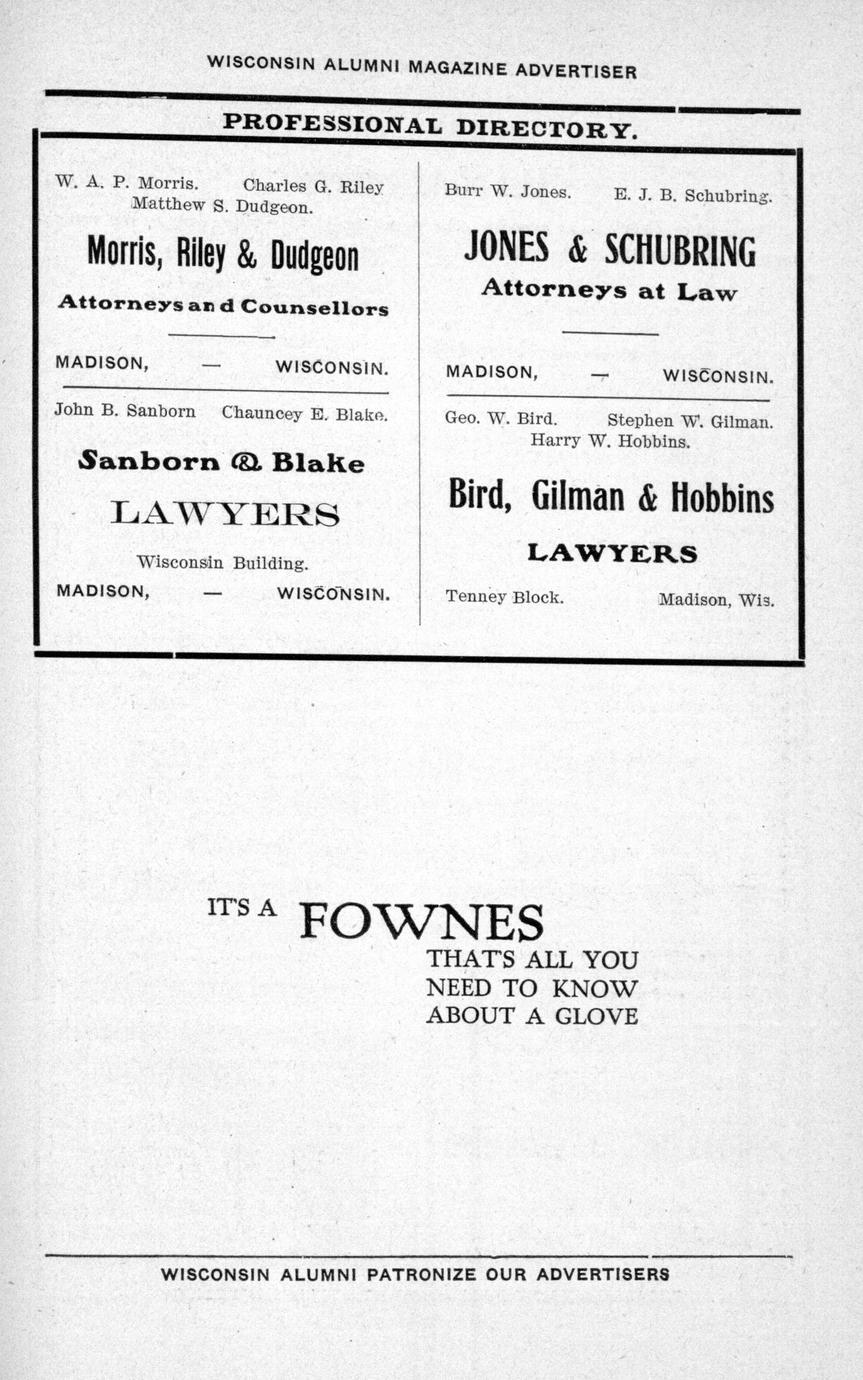 WISCONSIN ALUMNI MAGAZINE ADVERTISER
PROFESSIONAL DIRECTORY.
W. A. P. Morris. Charles G. Riley
Matthew S. Dudgeon.
Morris, Riley & Dudgeon
Attorneys and Counsellors
MADISON, — WISCONSIN.
John B. Sanborn Chauncey E. Blake.
Sanborn & Blake
LAWYERS
Wisconsin Building.
MADISON, — WISCONSIN.
Burr W. Jones. E. J. B. Schubring.
JONES & SCHUBRING
Attorneys at Law
MADISON, — WISCONSIN.
Geo. W. Bird. Stephen W. Gilman.
Harry W. Hobbins.
Bird, Gilman & Hobbins
LAWYERS
Tenney Block. Madison, Wis.
IT'S A FOWNES
THAT'S ALL YOU
NEED TO KNOW
ABOUT A GLOVE
WISCONSIN ALUMNI PATRONIZE OUR ADVERTISERS